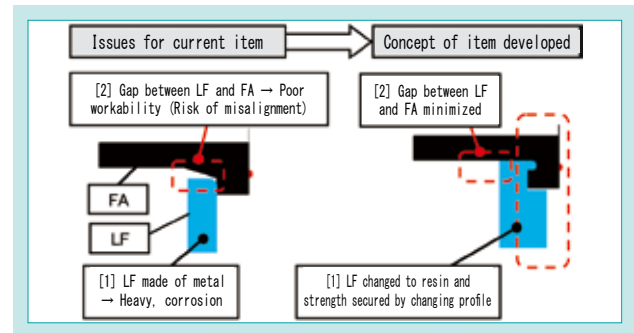 Issues for current item
Concept of item developed
[2] Gap between LF and FA → Poor
workability (Risk of misalignment)
[2] Gap between LF
and FA minimized
FA
LF
[1] LF made of metal
→ Heavy, corrosion
[1] LF changed to resin and
strength secured by changing profile